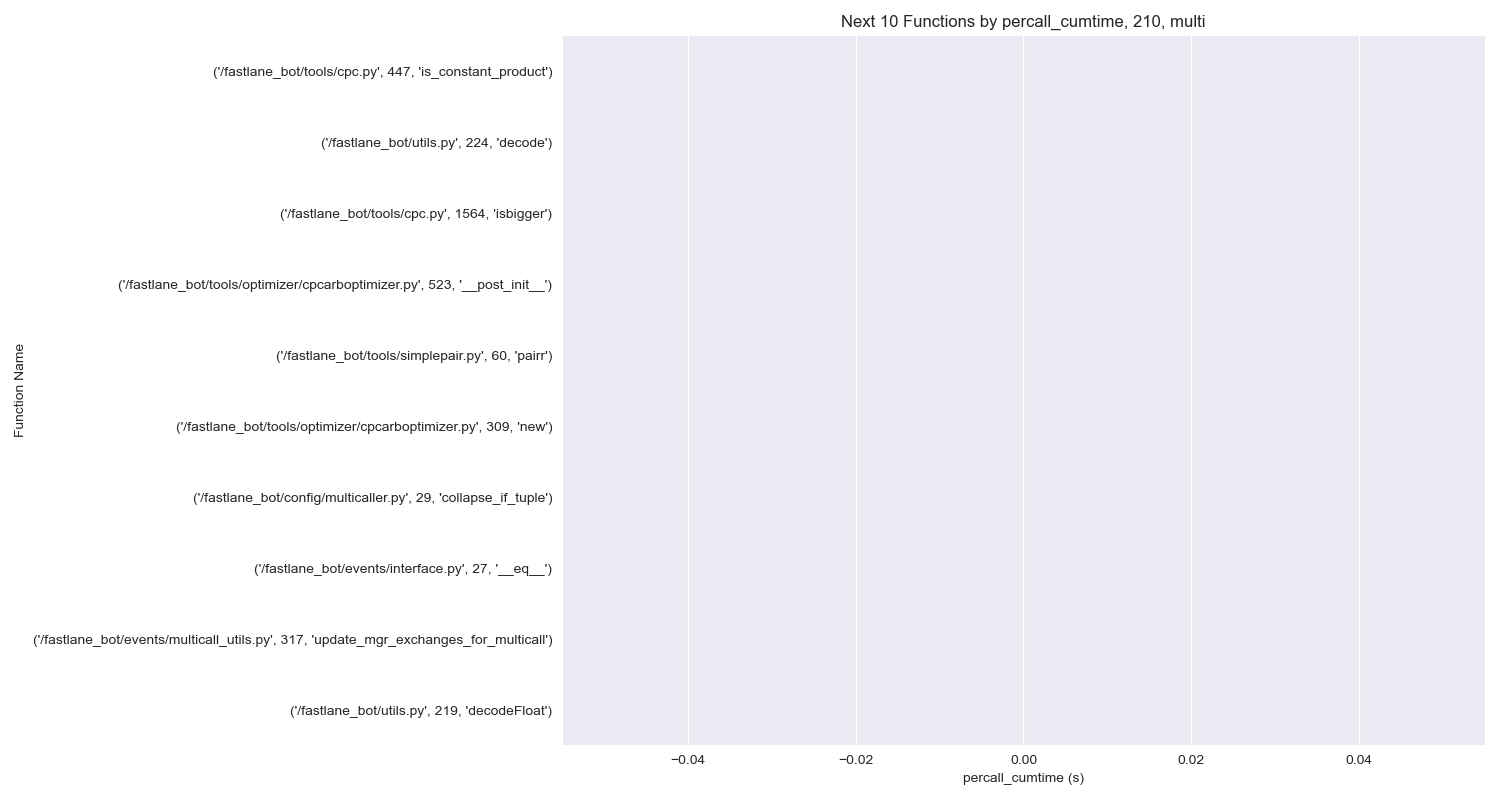 Next 10 Functions by percall_cumtime, 210, multi
('/fastlane_bot/tools/cpc.py', 447, 'is_constant_product')
('/fastlane_bot/utils.py', 224, 'decode')
('/fastlane_bot/tools/cpc.py', 1564, 'isbigger')
('/fastlane_bot/tools/optimizer/cpcarboptimizer.py', 523, '__post_init__')
('/fastlane_bot/tools/simplepair.py', 60, 'pairr')
('/fastlane_bot/tools/optimizer/cpcarboptimizer.py', 309, 'new')
('/fastlane_bot/config/multicaller.py', 29, 'collapse_if_tuple')
('/fastlane_bot/events/interface.py', 27, '__eq__')
('/fastlane_bot/events/multicall_utils.py', 317, 'update_mgr_exchanges_for_multicall')
('/fastlane_bot/utils.py', 219, 'decodeFloat')
Function Name
−0.04 −0.02 0.00 0.02 0.04
percall_cumtime (s)